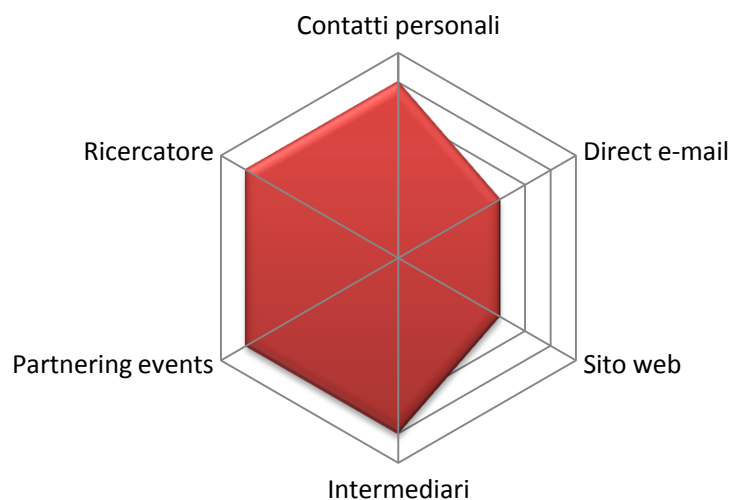 Contatti personali
Ricercatore
Direct e-mail
Partnering events
Sito web
Intermediari